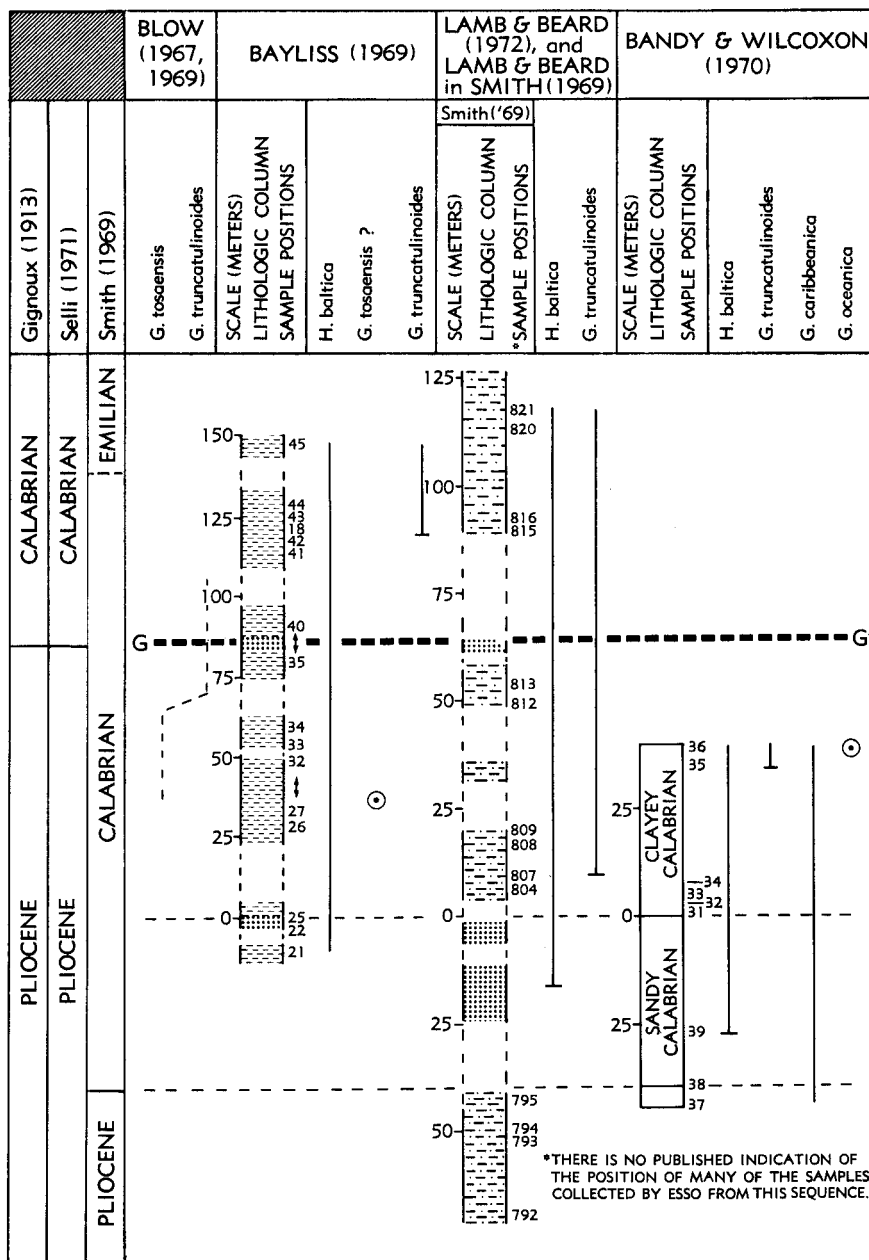 BLOW
(1967,
1969)
BAYLISS (1969)
LAMB & BEARD
(1972), and
LAMB & BEARD
in SMITH (1969)
BANDY & WILCOXON
(1970)
Gignoux (1913)
Selli (1971)
Smith (1969)
G. tosaensis
G. truncatulinoides
SCALE (METERS)
LITHOLOGIC COLUMN
SAMPLE POSITIONS
H. baltica
G. tosaensis ?
G. truncatulinoides
Smith ('69)
SCALE (METERS)
LITHOLOGIC COLUMN
*SAMPLE POSITIONS
H. baltica
G. truncatulinoides
SCALE (METERS)
LITHOLOGIC COLUMN
SAMPLE POSITIONS
H. baltica
G. truncatulinoides
G. caribbeanica
G. oceanica
CALABRIAN
PLIOCENE
CALABRIAN
PLIOCENE
EMILIAN
CALABRIAN
PLIOCENE
150
125
100
75
50
25
0
45
44
43
18
42
41
40
35
34
33
32
27
26
25
22
21
125
100
75
50
25
0
25
50
821
820
816
815
813
812
809
808
807
804
795
794
793
792
G
G
25
0
25
CLAYEY
CALABRIAN
SANDY
CALABRIAN
36
35
34
33
32
31
39
38
37
*THERE IS NO PUBLISHED INDICATION OF
THE POSITION OF MANY OF THE SAMPLES
COLLECTED BY ESSO FROM THIS SEQUENCE.